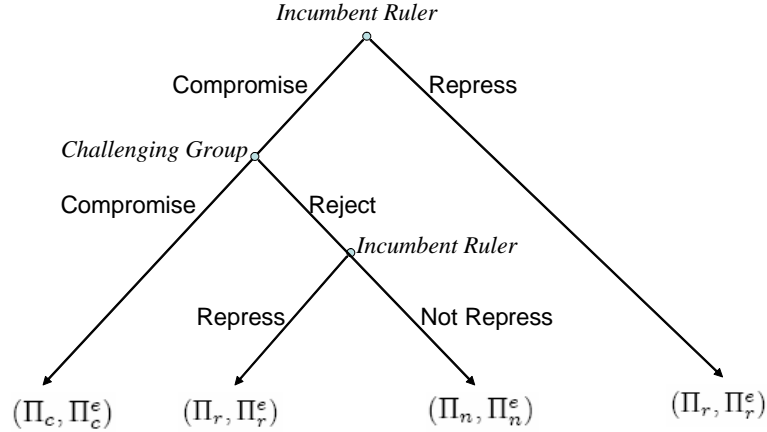 Incumbent Ruler
Compromise
Repress
Challenging Group
Compromise
Reject
Incumbent Ruler
Repress
Not Repress
(Π_c, Π_c^e)
(Π_r, Π_r^e)
(Π_n, Π_n^e)
(Π_r, Π_r^e)